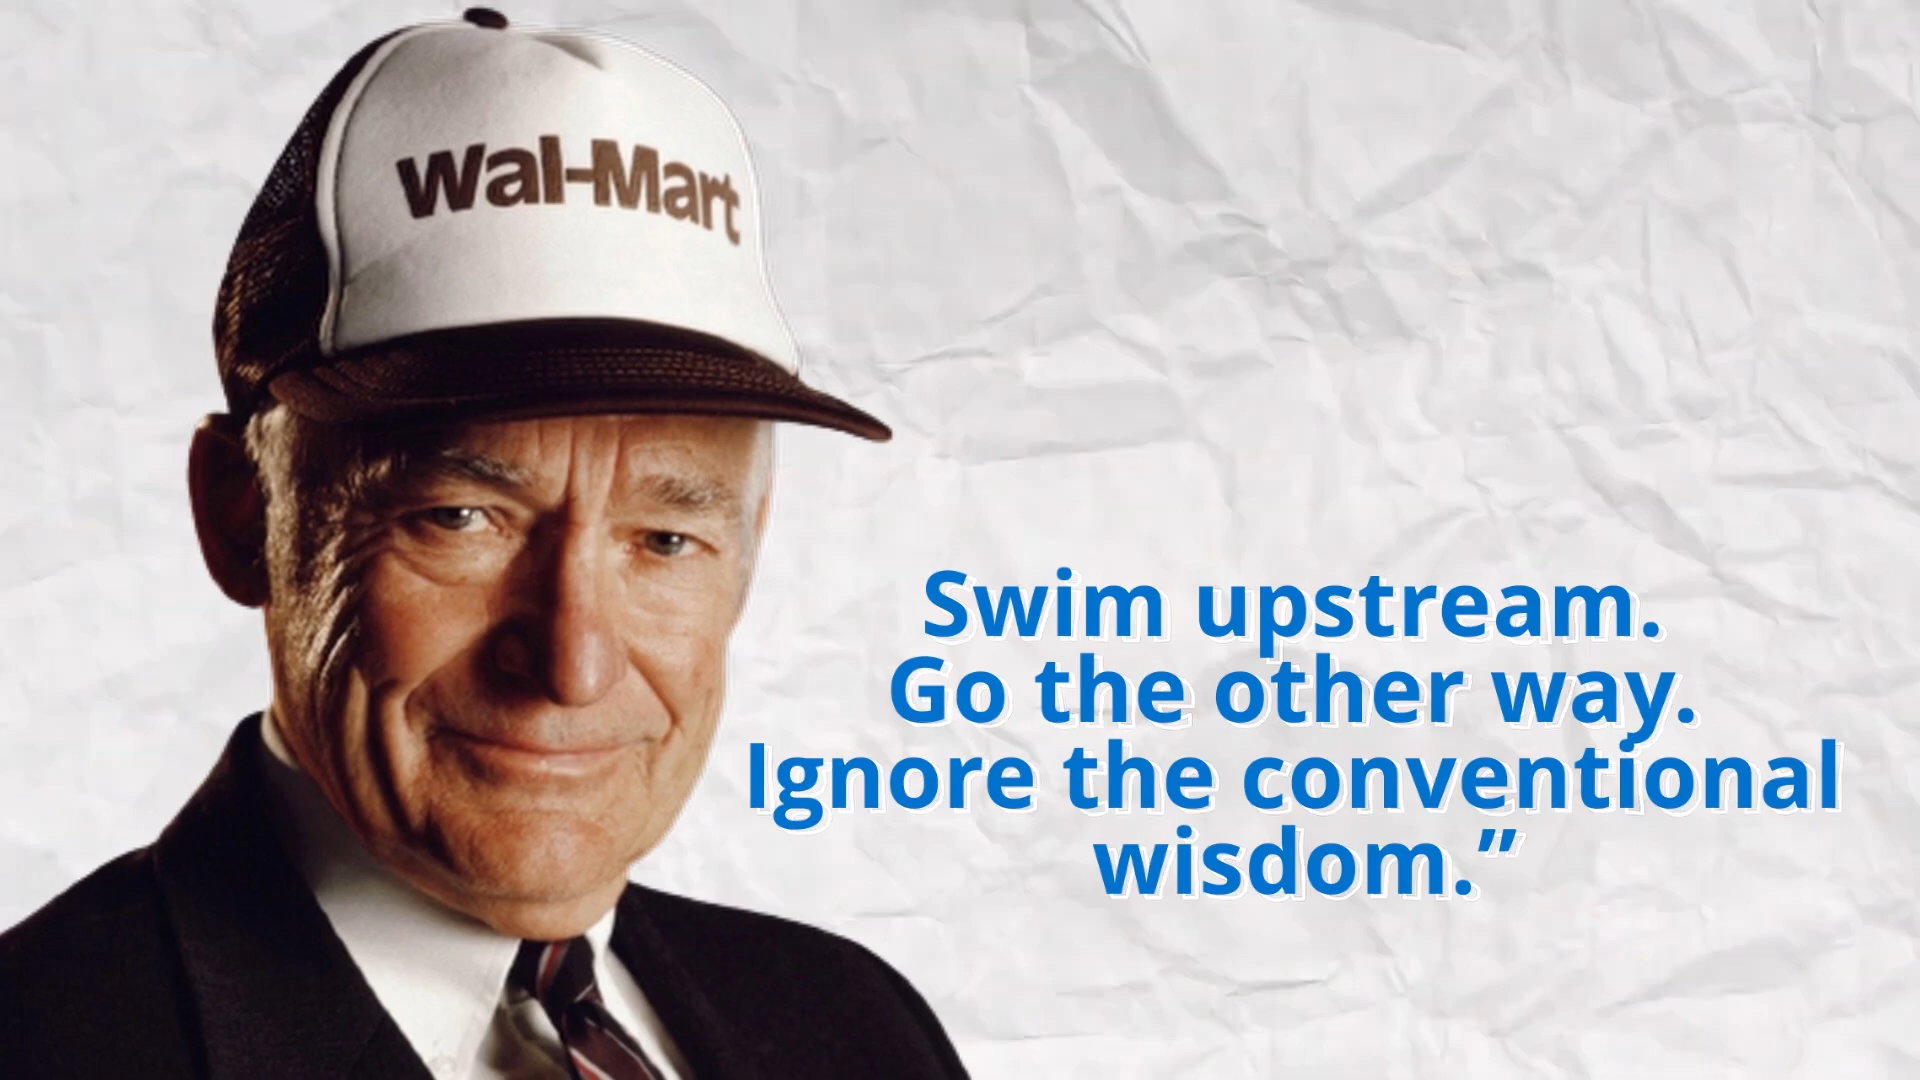 Wal-Mart
Swim upstream.
Go the other way.
Ignore the conventional
wisdom.”